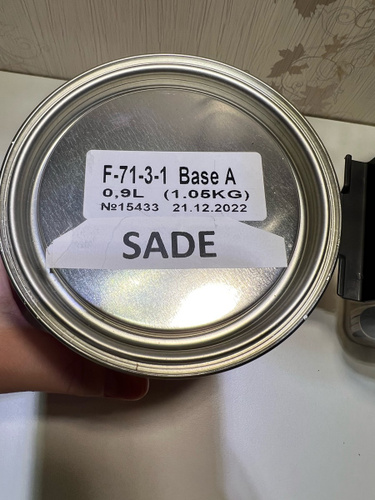 F-71-3-1 Base A
0,9L (1.05KG)
№15433 21.12.2022
SADE